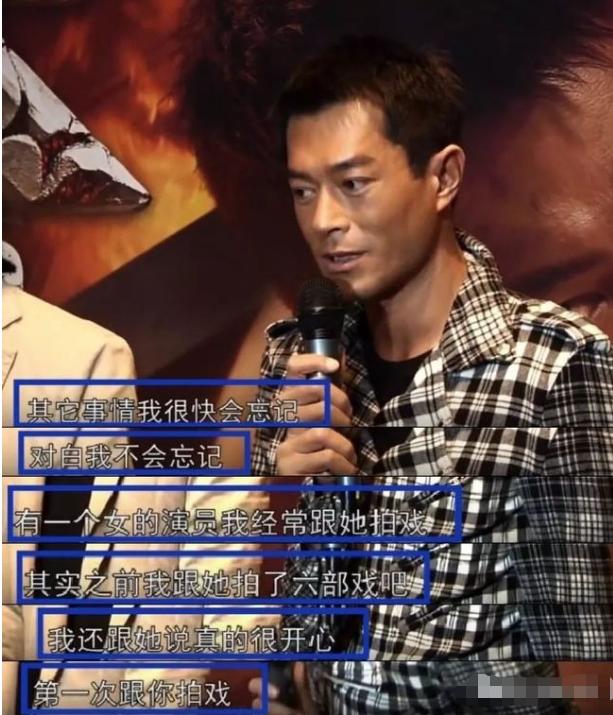 其它事情我很快会忘记
对白我不会忘记
有一个女的演员我经常跟她拍戏
其实之前我跟她拍了六部戏吧
我还跟她说真的很开心
第一次跟你拍戏